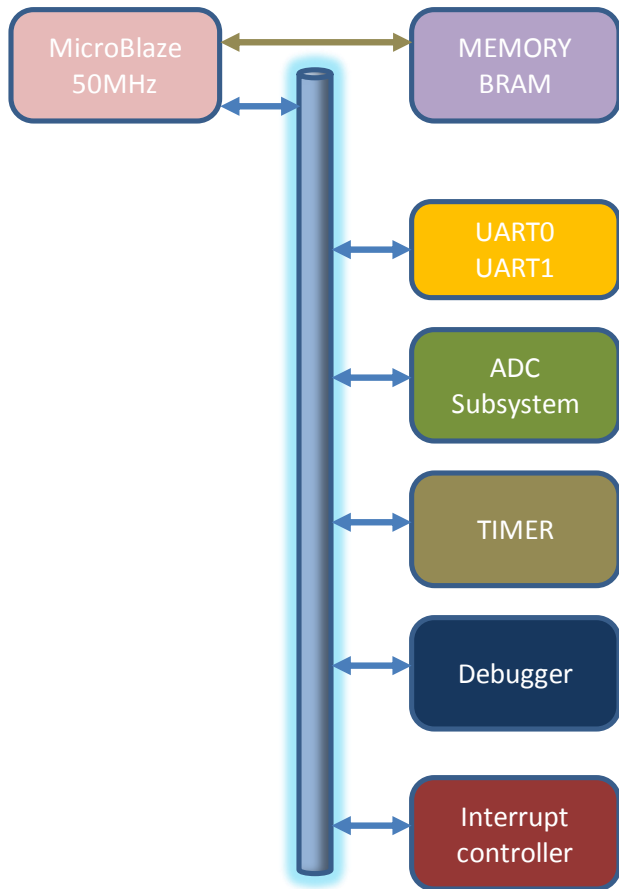 MicroBlaze
50MHz
MEMORY
BRAM
UART0
UART1
ADC
Subsystem
TIMER
Debugger
Interrupt
controller